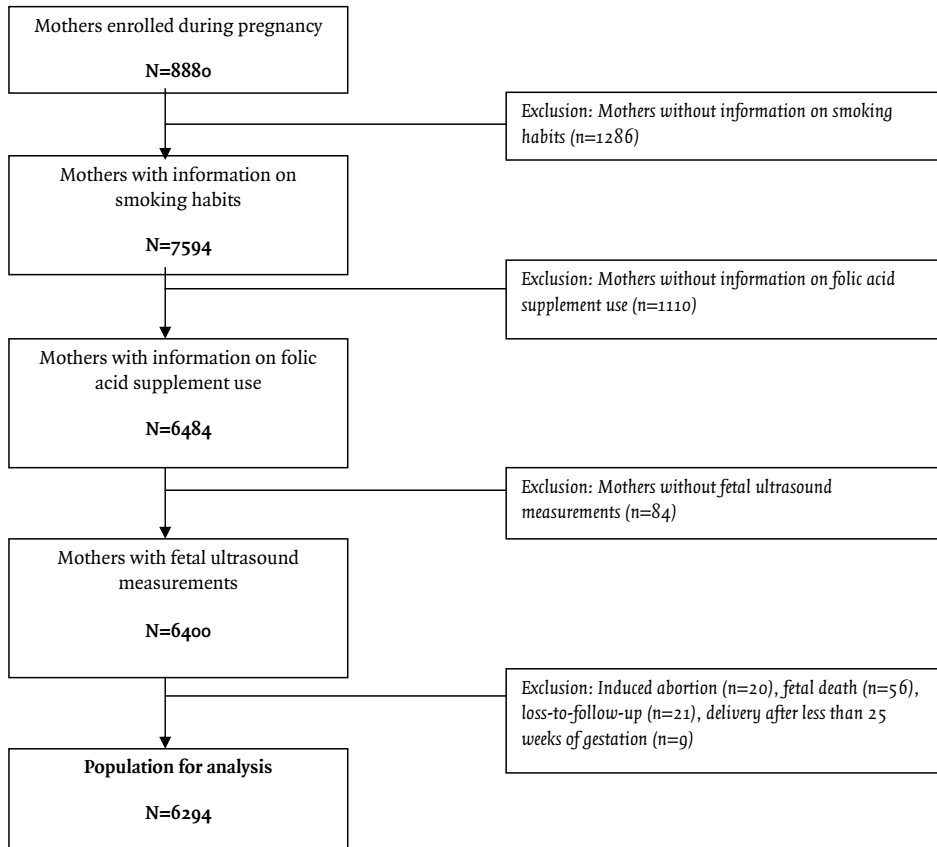 Mothers enrolled during pregnancy
N=8880
Exclusion: Mothers without information on smoking
habits (n=1286)
Mothers with information on
smoking habits
N=7594
Exclusion: Mothers without information on folic acid
supplement use (n=1110)
Mothers with information on folic
acid supplement use
N=6484
Exclusion: Mothers without fetal ultrasound
measurements (n=84)
Mothers with fetal ultrasound
measurements
N=6400
Exclusion: Induced abortion (n=20), fetal death (n=56),
loss-to-follow-up (n=21), delivery after less than 25
weeks of gestation (n=9)
Population for analysis
N=6294